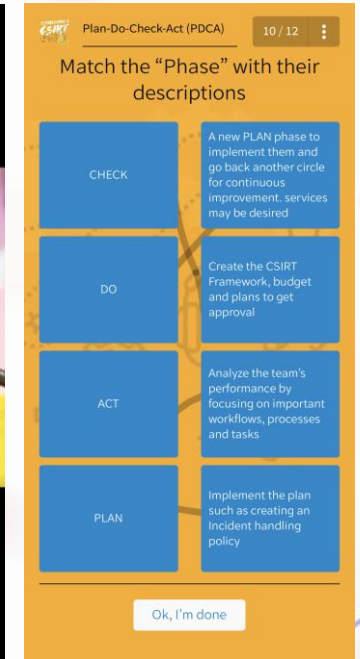 CSIRT
Plan-Do-Check-Act (PDCA)
10 / 12
Match the “Phase” with their
descriptions
CHECK
A new PLAN phase to
implement them and
go back another circle
for continuous
improvement. services
may be desired
DO
Create the CSIRT
Framework, budget
and plans to get
approval
ACT
Analyze the team's
performance by
focusing on important
workflows, processes
and tasks
PLAN
Implement the plan
such as creating an
Incident handling
policy
Ok, I'm done